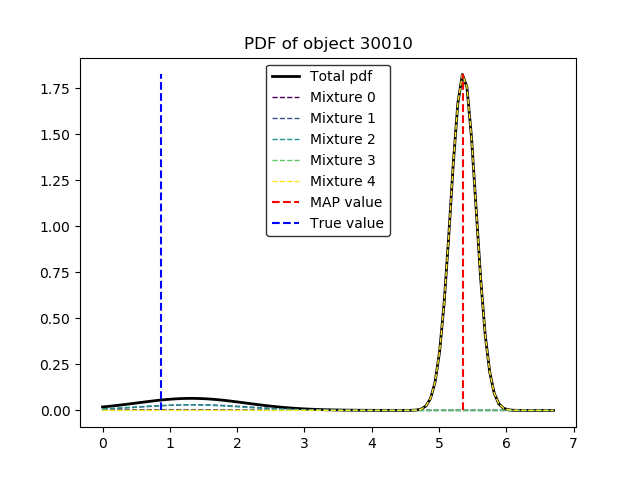 PDF of object 30010
Total pdf
Mixture 0
Mixture 1
Mixture 2
Mixture 3
Mixture 4
MAP value
True value
1.75
1.50
1.25
1.00
0.75
0.50
0.25
0.00
0 1 2 3 4 5 6 7